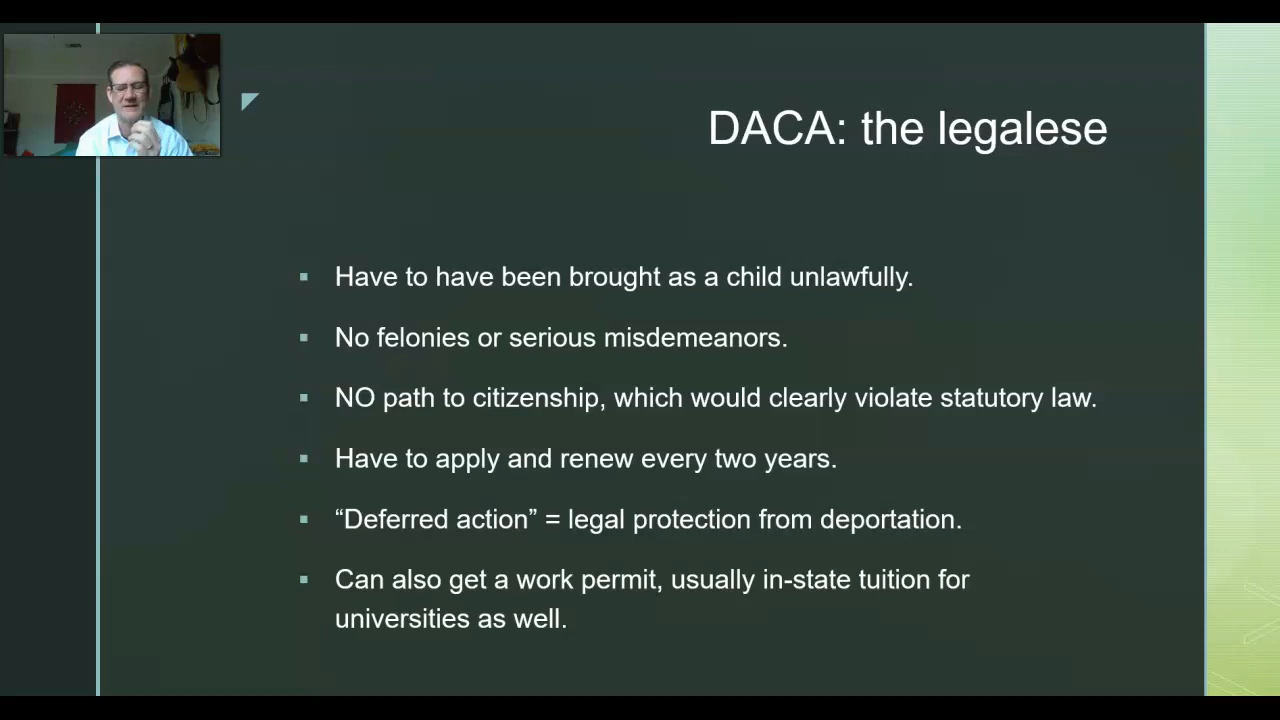 DACA: the legalese
▪ Have to have been brought as a child unlawfully.
▪ No felonies or serious misdemeanors.
▪ NO path to citizenship, which would clearly violate statutory law.
▪ Have to apply and renew every two years.
▪ “Deferred action” = legal protection from deportation.
▪ Can also get a work permit, usually in-state tuition for
universities as well.